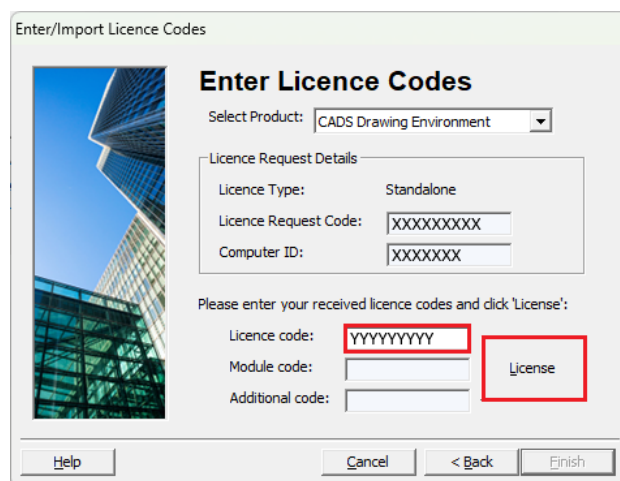 Enter/Import Licence Codes
Enter Licence Codes
Select Product: CADS Drawing Environment
Licence Request Details
Licence Type: Standalone
Licence Request Code: XXXXXXXXX
Computer ID: XXXXXXX
Please enter your received licence codes and click 'License':
Licence code: YYYYYYYYY
Module code:
License
Additional code:
Help Cancel < Back Finish